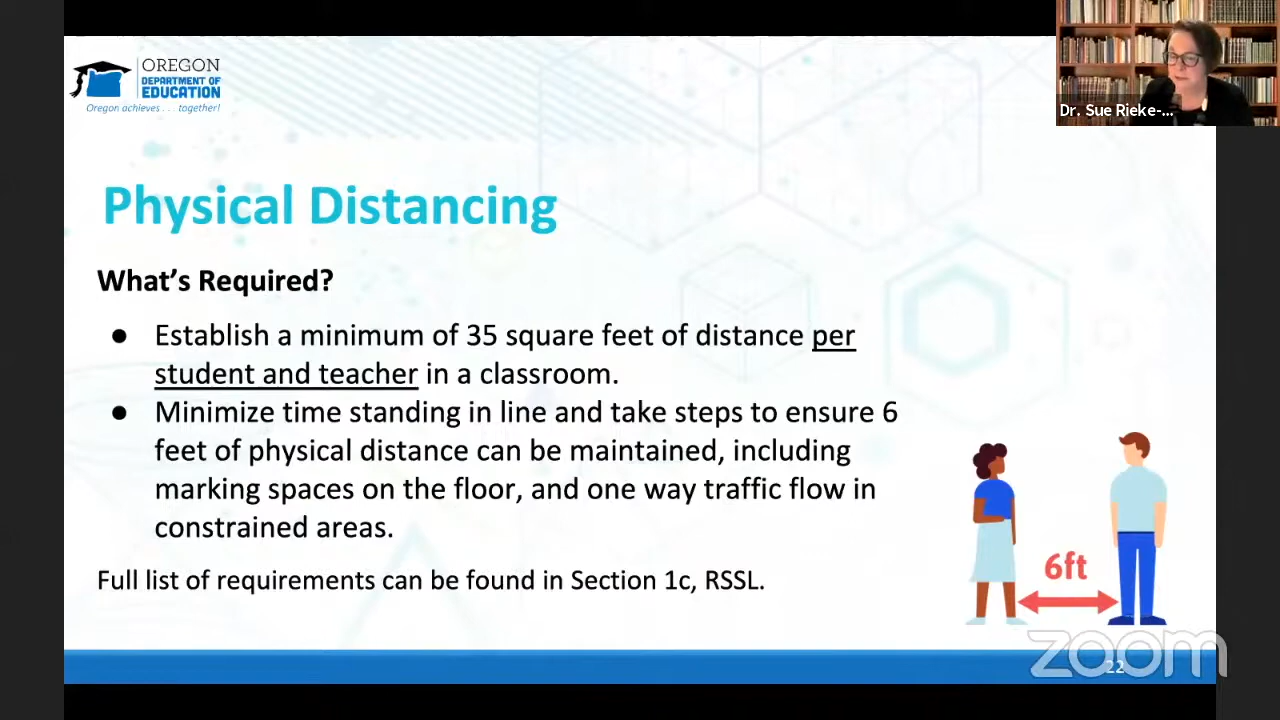 OREGON
DEPARTMENT OF
EDUCATION
Oregon achieves . . . together!
Dr. Sue Rieke-...
Physical Distancing
What's Required?
● Establish a minimum of 35 square feet of distance per
student and teacher in a classroom.
● Minimize time standing in line and take steps to ensure 6
feet of physical distance can be maintained, including
marking spaces on the floor, and one way traffic flow in
constrained areas.
Full list of requirements can be found in Section 1c, RSSL.
6ft
zoom
22